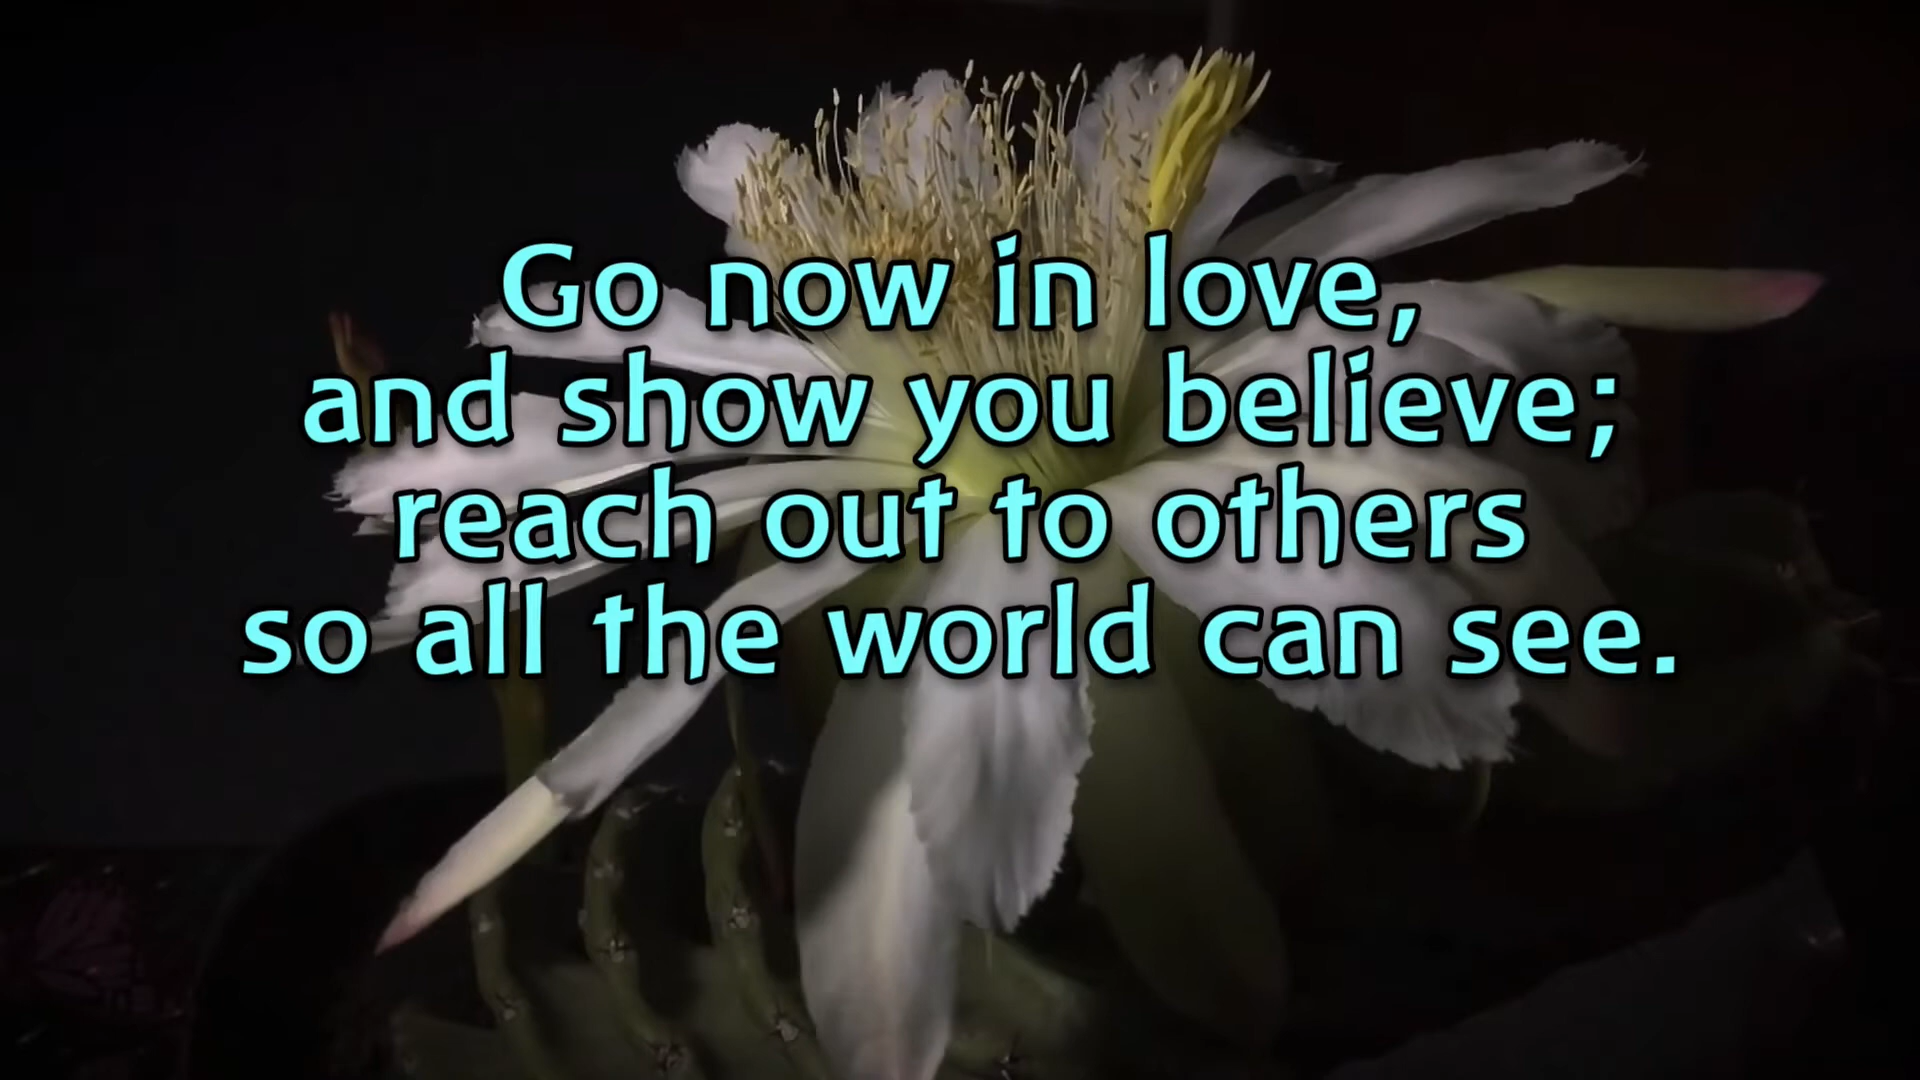 Go now in love,
and show you believe;
reach out to others
so all the world can see.